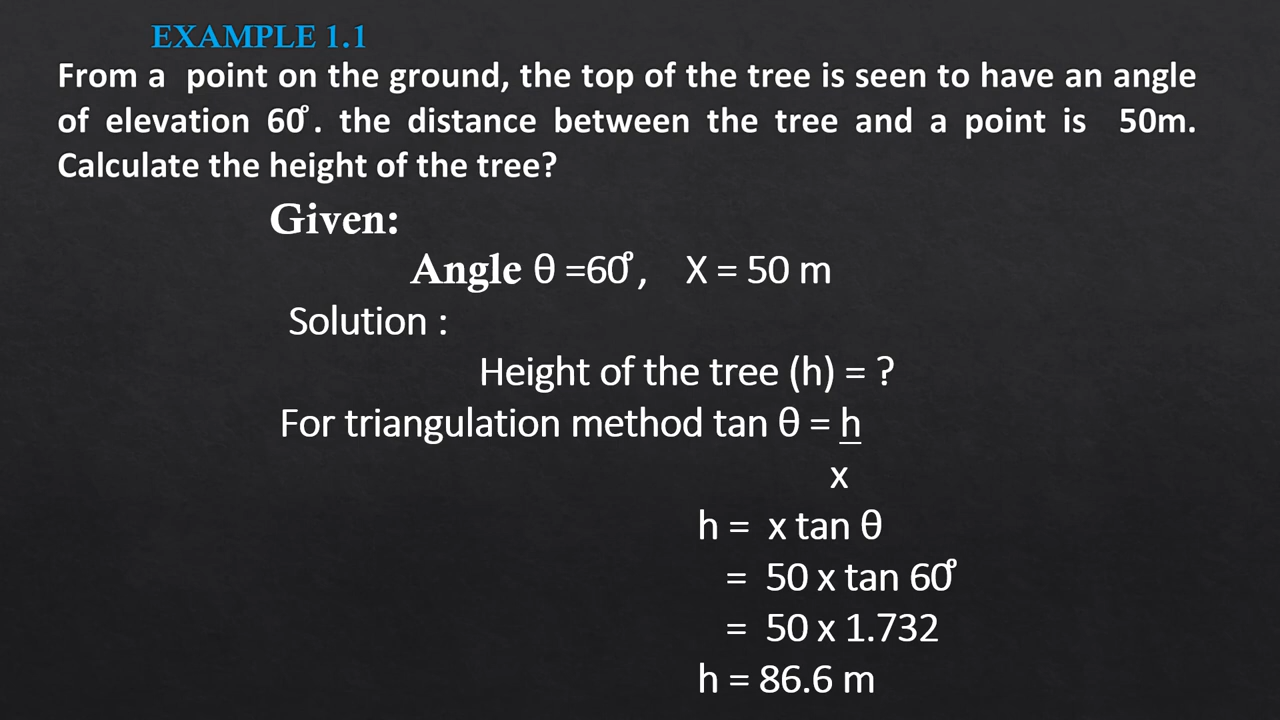 EXAMPLE 1.1
From a point on the ground, the top of the tree is seen to have an angle
of elevation 60°. the distance between the tree and a point is 50m.
Calculate the height of the tree?
Given:
Angle θ =60°, X = 50 m
Solution :
Height of the tree (h) = ?
For triangulation method tan θ = h
x
h = x tan θ
= 50 x tan 60°
= 50 x 1.732
h = 86.6 m